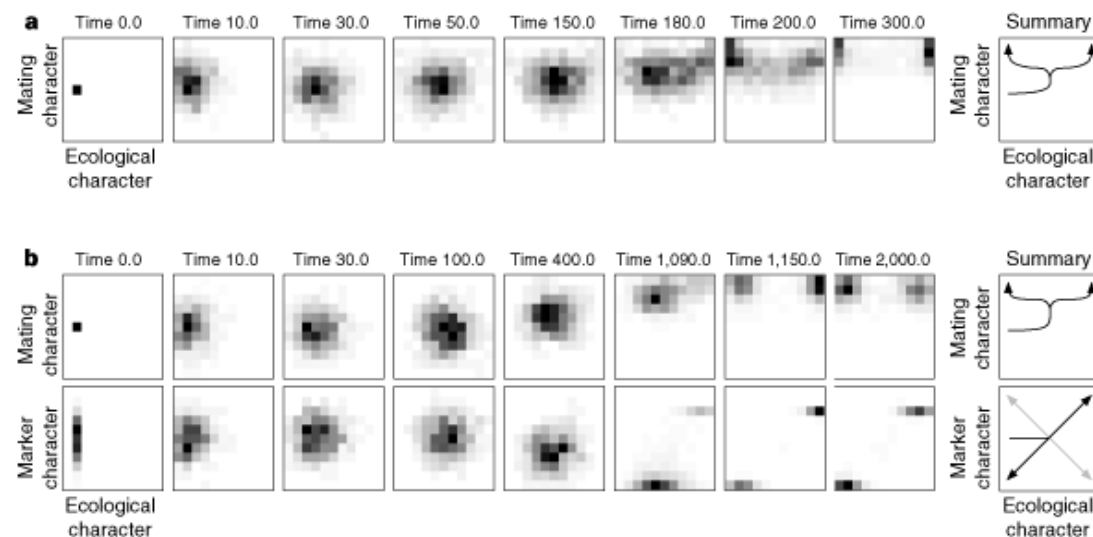 a
Time 0.0 Time 10.0 Time 30.0 Time 50.0 Time 150.0 Time 180.0 Time 200.0 Time 300.0 Summary
Mating
character
Mating
character
Ecological
character
Ecological
character
b
Time 0.0 Time 10.0 Time 30.0 Time 100.0 Time 400.0 Time 1,090.0 Time 1,150.0 Time 2,000.0 Summary
Mating
character
Mating
character
Marker
character
Marker
character
Ecological
character
Ecological
character